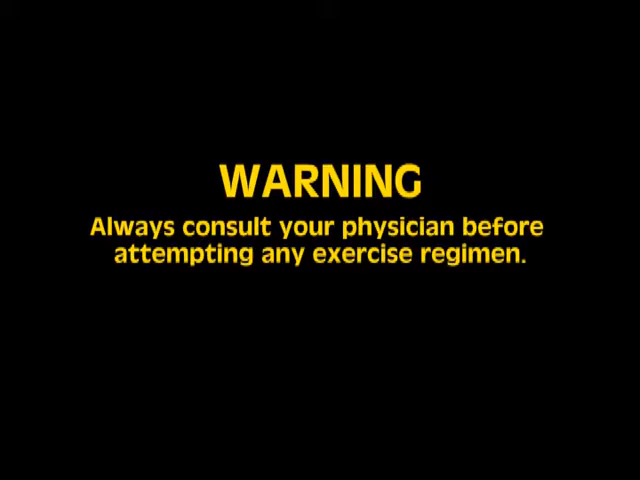 WARNING
Always consult your physician before
attempting any exercise regimen.